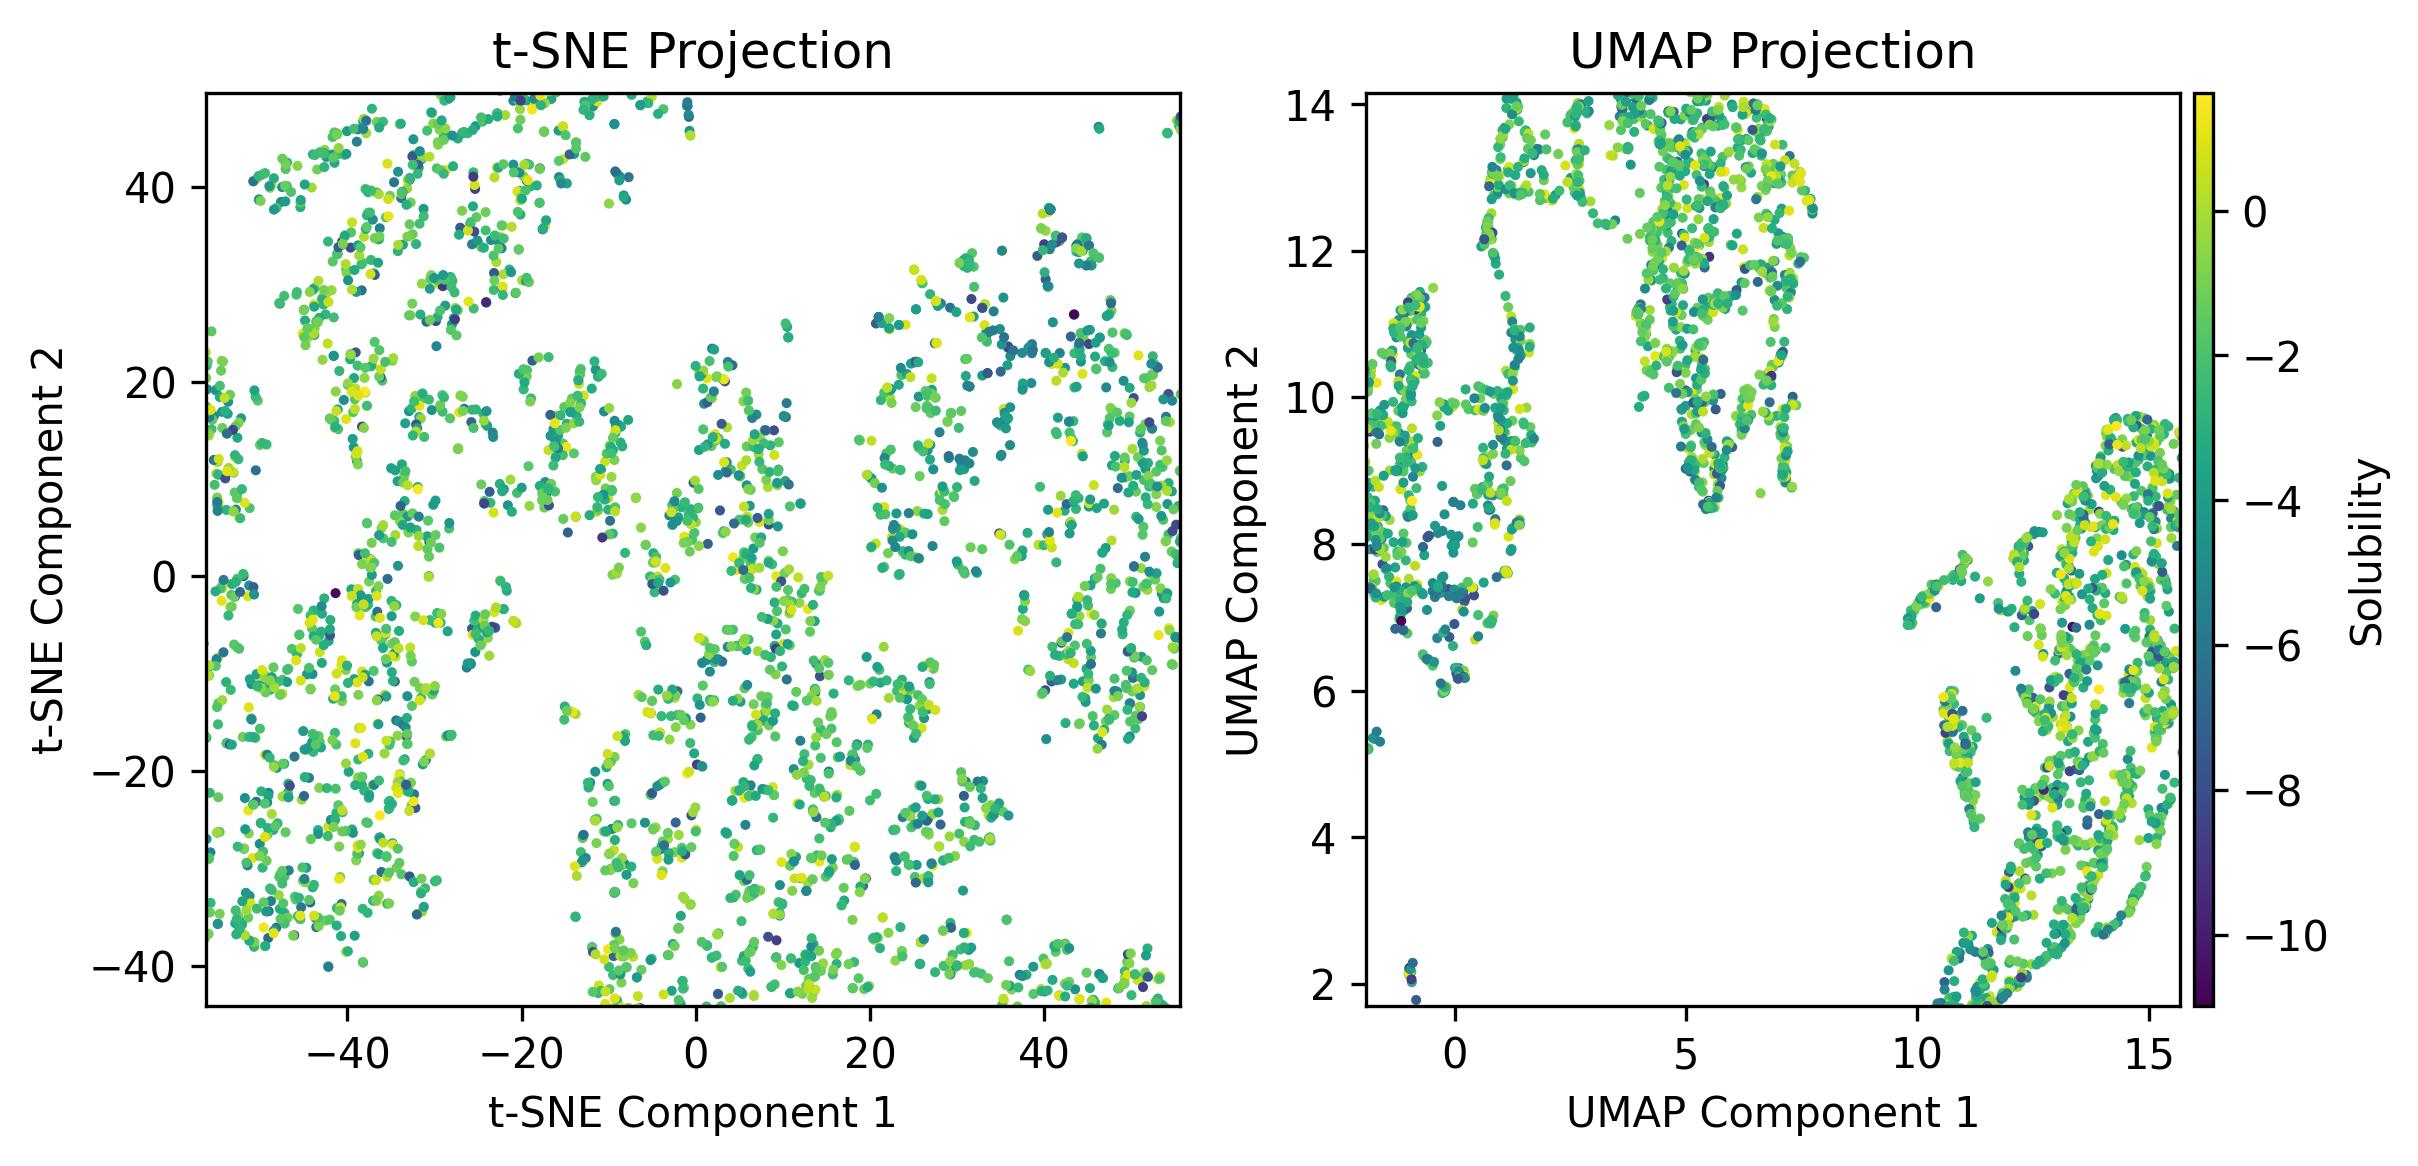 t-SNE Projection
UMAP Projection
t-SNE Component 2
40
20
0
−20
−40
−40 −20 0 20 40
t-SNE Component 1
UMAP Component 2
14
12
10
8
6
4
2
0 5 10 15
UMAP Component 1
0
−2
−4
−6
−8
−10
Solubility